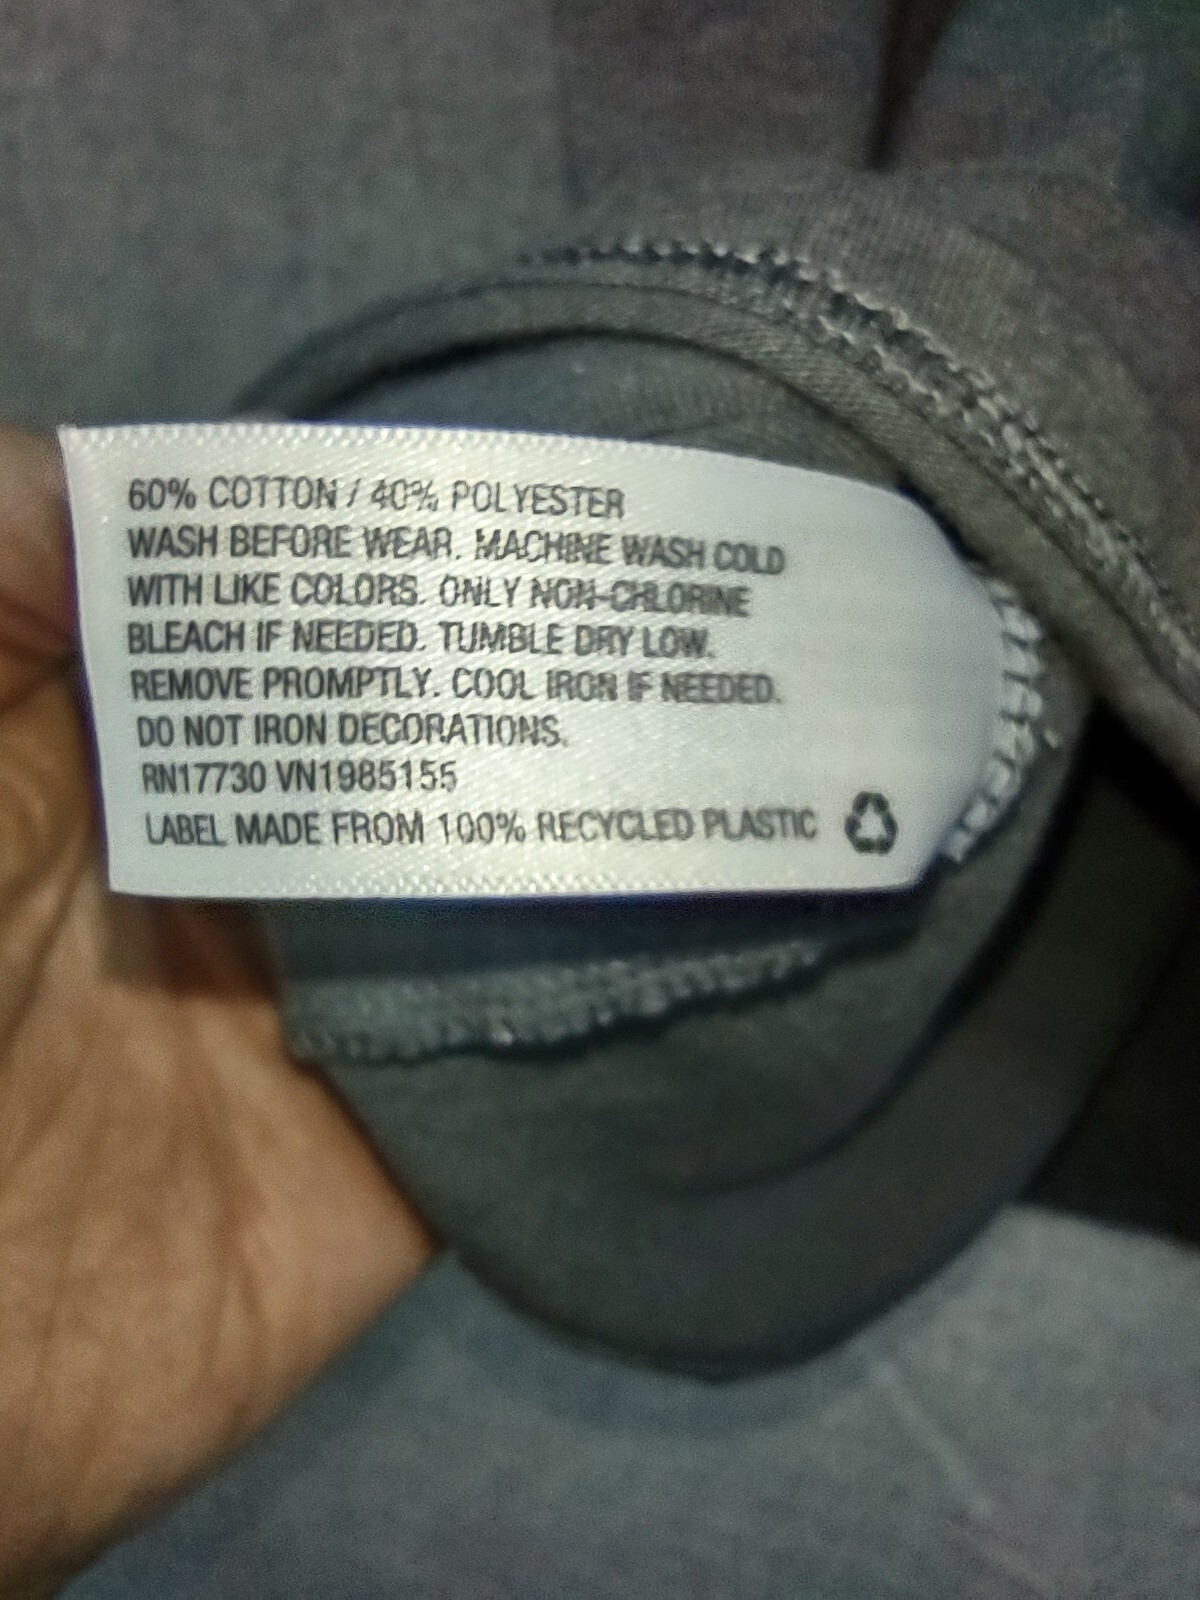 60% COTTON / 40% POLYESTER
WASH BEFORE WEAR. MACHINE WASH COLD
WITH LIKE COLORS. ONLY NON-CHLORINE
BLEACH IF NEEDED. TUMBLE DRY LOW.
REMOVE PROMPTLY. COOL IRON IF NEEDED.
DO NOT IRON DECORATIONS.
RN17730 VN1985155
LABEL MADE FROM 100% RECYCLED PLASTIC